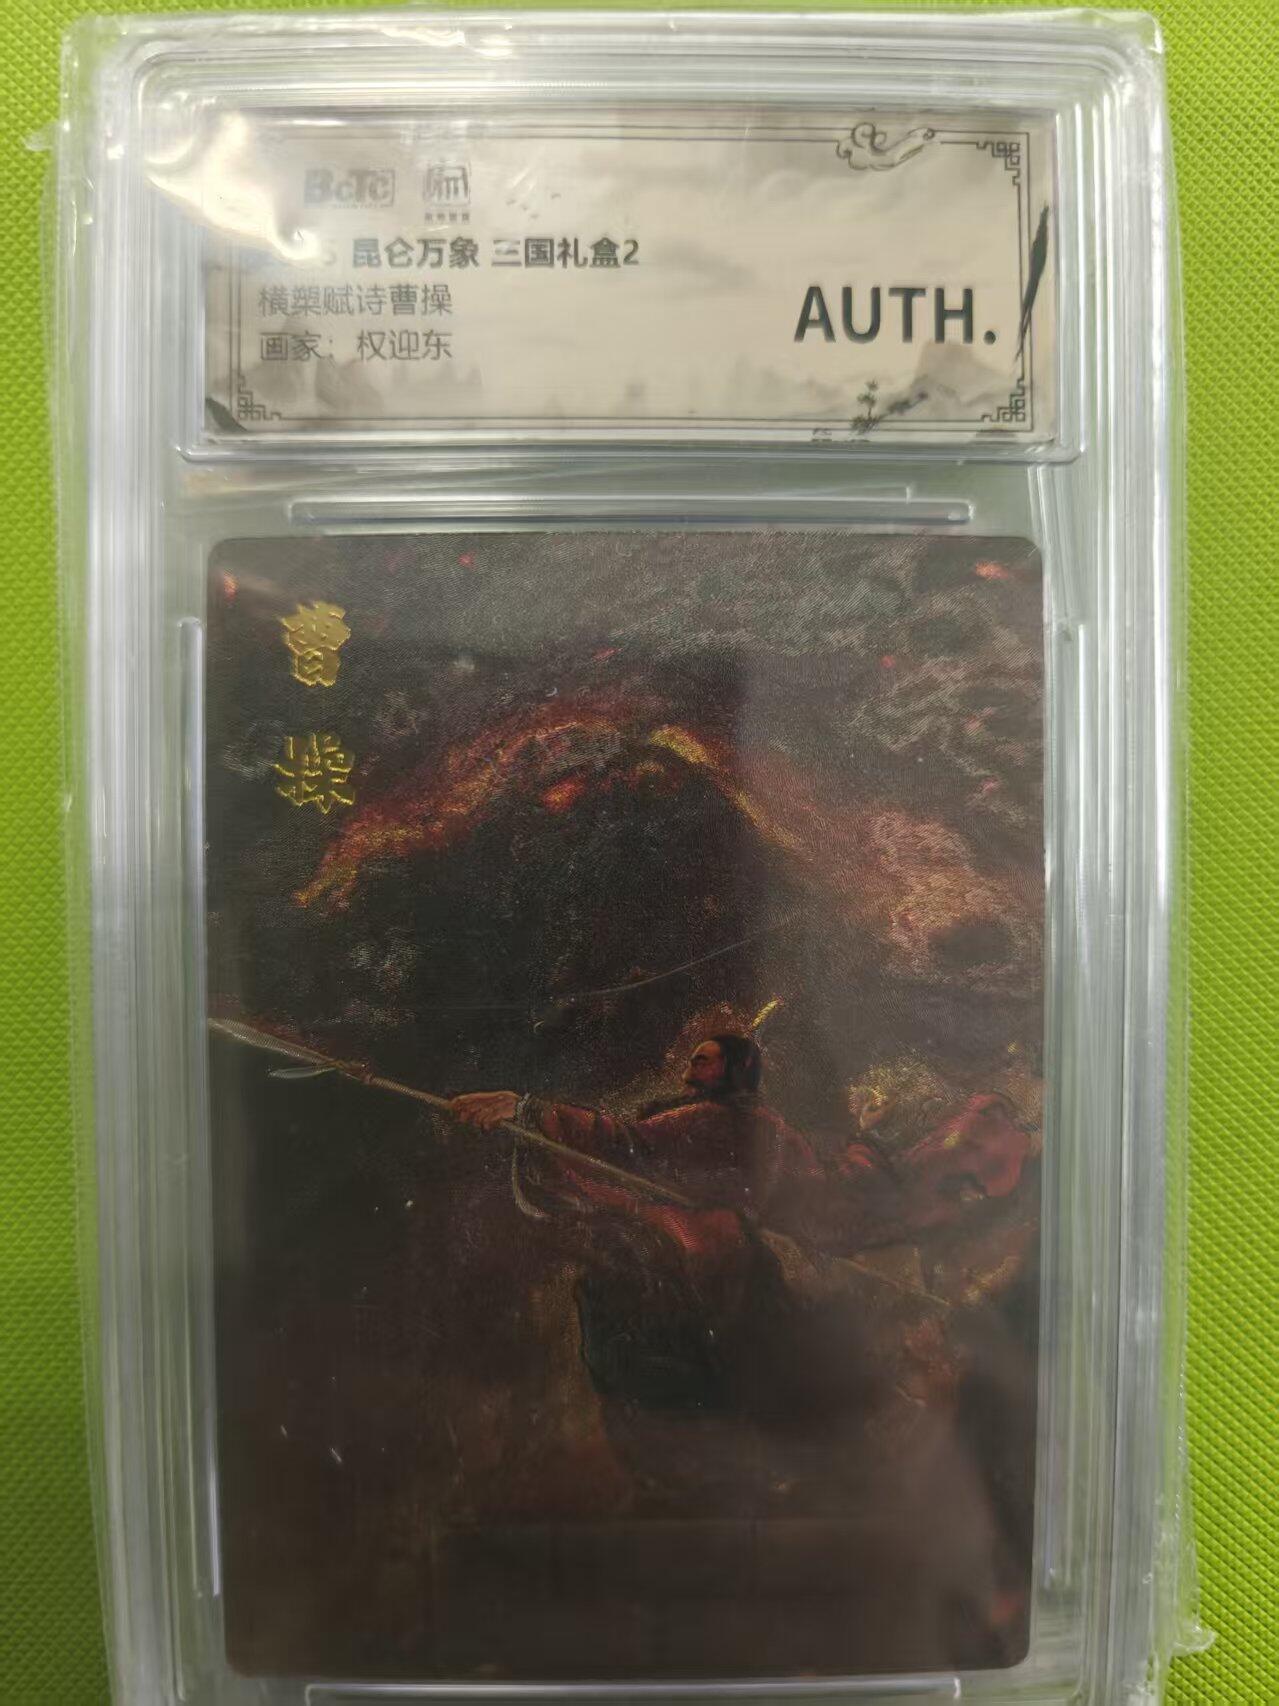 BCTC
昆仑万象 三国礼盒2
横槊赋诗曹操
画家：权迎东
AUTH.
曹操